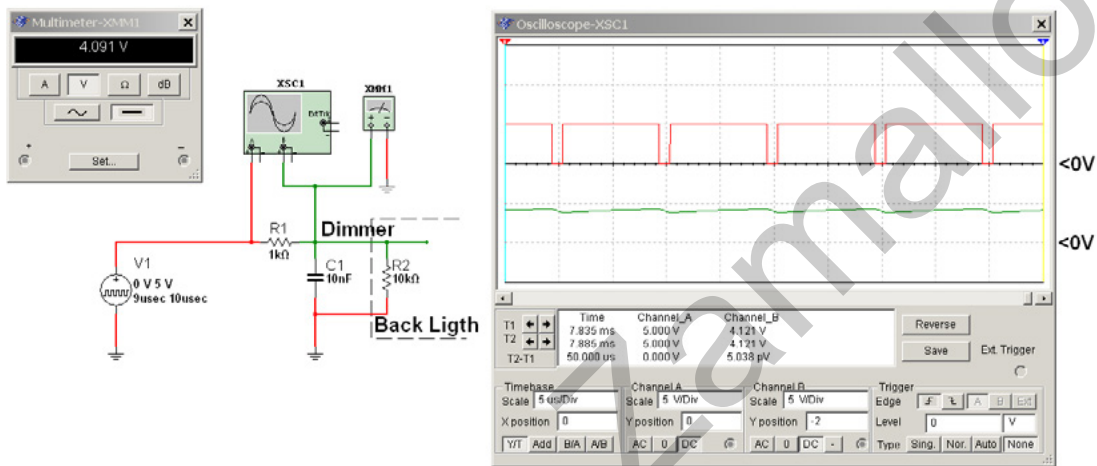 Multimeter-XMM1
4.091 V
A V Ω dB
+ Set... -
XSC1
XMM1
A B
R1
1kΩ
Dimmer
V1
0 V 5 V
9usec 10usec
C1
10nF
R2
10kΩ
Back Ligth
Oscilloscope-XSC1
<0V
<0V
Time Channel_A Channel_B
T1 7.835 ms 5.000 V 4.121 V
T2 7.885 ms 5.000 V 4.121 V
T2-T1 50.000 us 0.000 V 5.038 pV
Reverse
Save
Ext. Trigger
Timebase
Scale 5 us/Div
X position 0
Y/T Add B/A A/B
Channel A
Scale 5 V/Div
Y position 0
AC 0 DC
Channel B
Scale 5 V/Div
Y position -2
AC 0 DC -
Trigger
Edge A B Ext
Level 0 V
Type Sing. Nor. Auto None
Zamallo